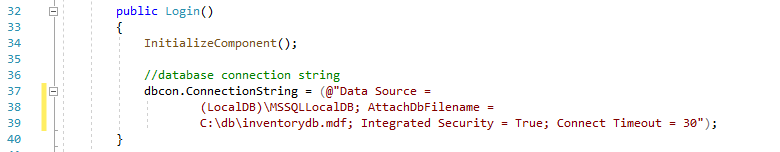 32 public Login()
33 {
34 InitializeComponent();
35
36 //database connection string
37 dbcon.ConnectionString = (@"Data Source =
38 (LocalDB)\MSSQLLocalDB; AttachDbFilename =
39 C:\db\inventorydb.mdf; Integrated Security = True; Connect Timeout = 30");
40 }